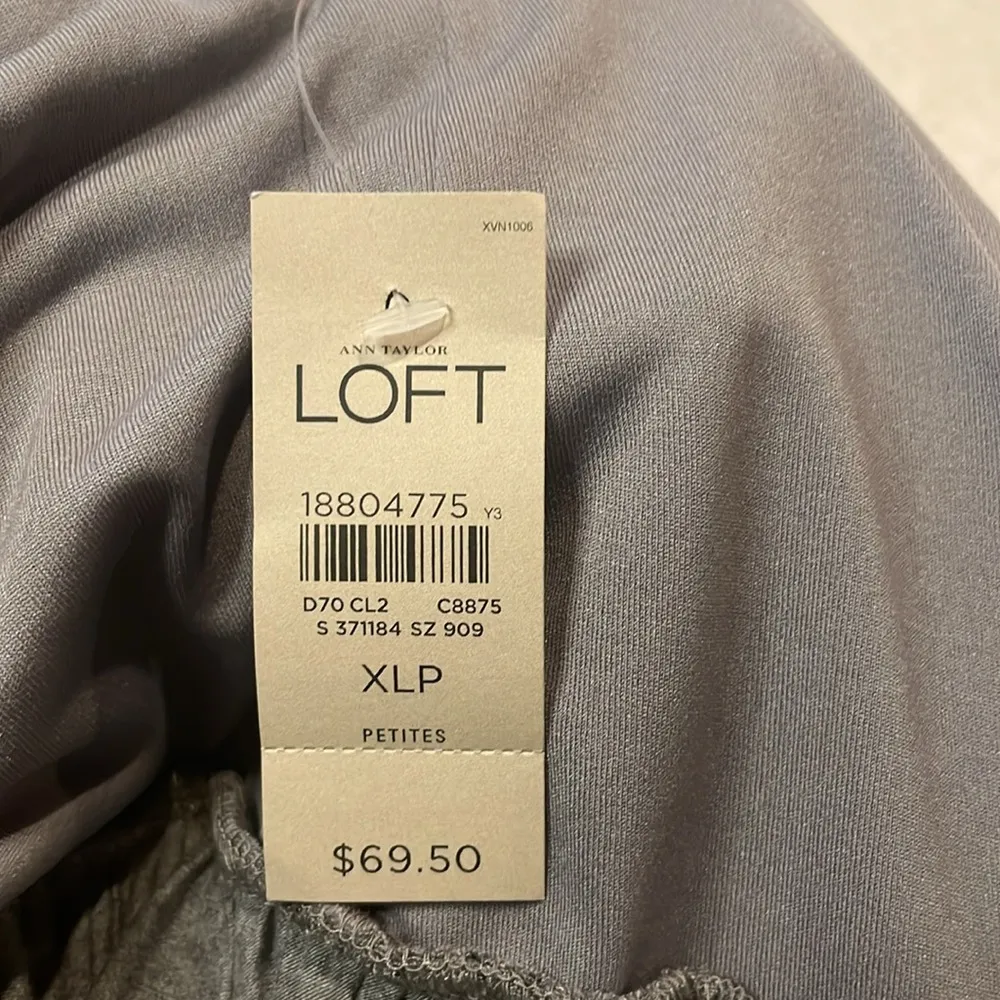 XVN1006
ANN TAYLOR
LOFT
18804775 Y3
D70 CL2 C8875
S 371184 SZ 909
XLP
PETITES
$69.50